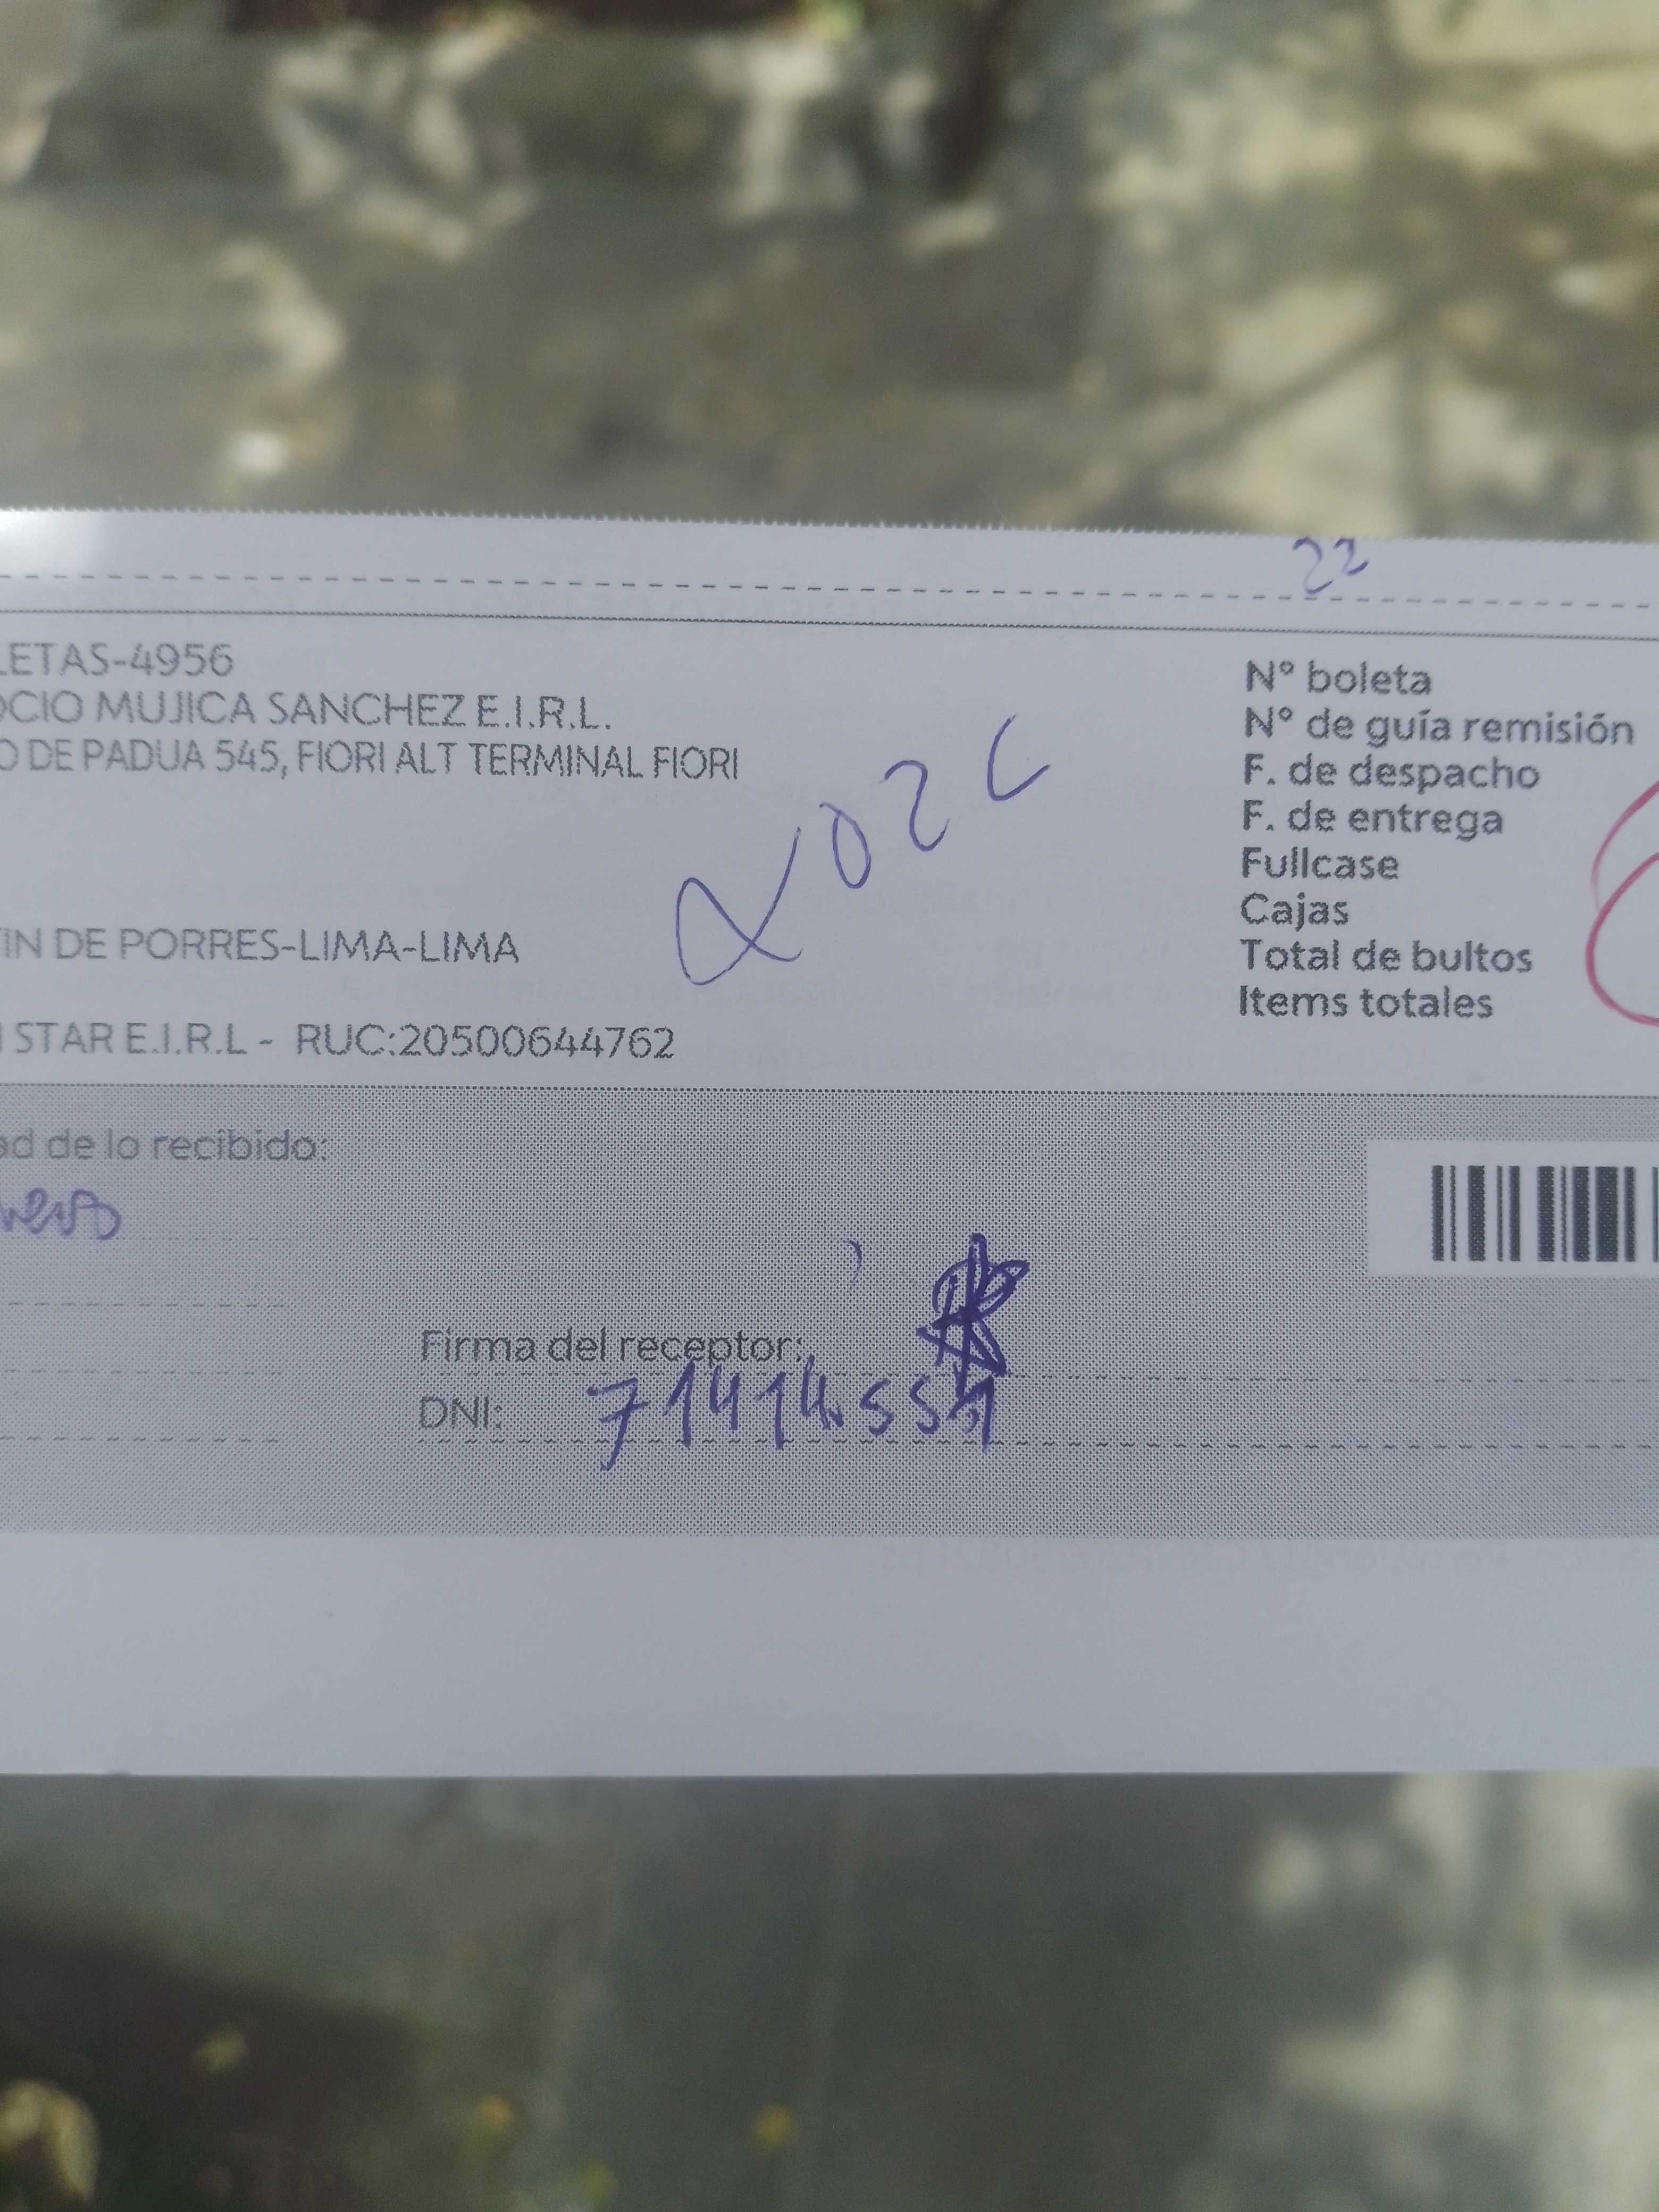 22
LETAS-4956
OCIO MUJICA SANCHEZ E.I.R.L.
O DE PADUA 545, FIORI ALT TERMINAL FIORI
TIN DE PORRES-LIMA-LIMA
STAR E.I.R.L - RUC:20500644762
Nº boleta
Nº de guía remisión
F. de despacho
F. de entrega
Fullcase
Cajas
Total de bultos
Items totales
ad de lo recibido:
Firma del receptor:
DNI: 71414551